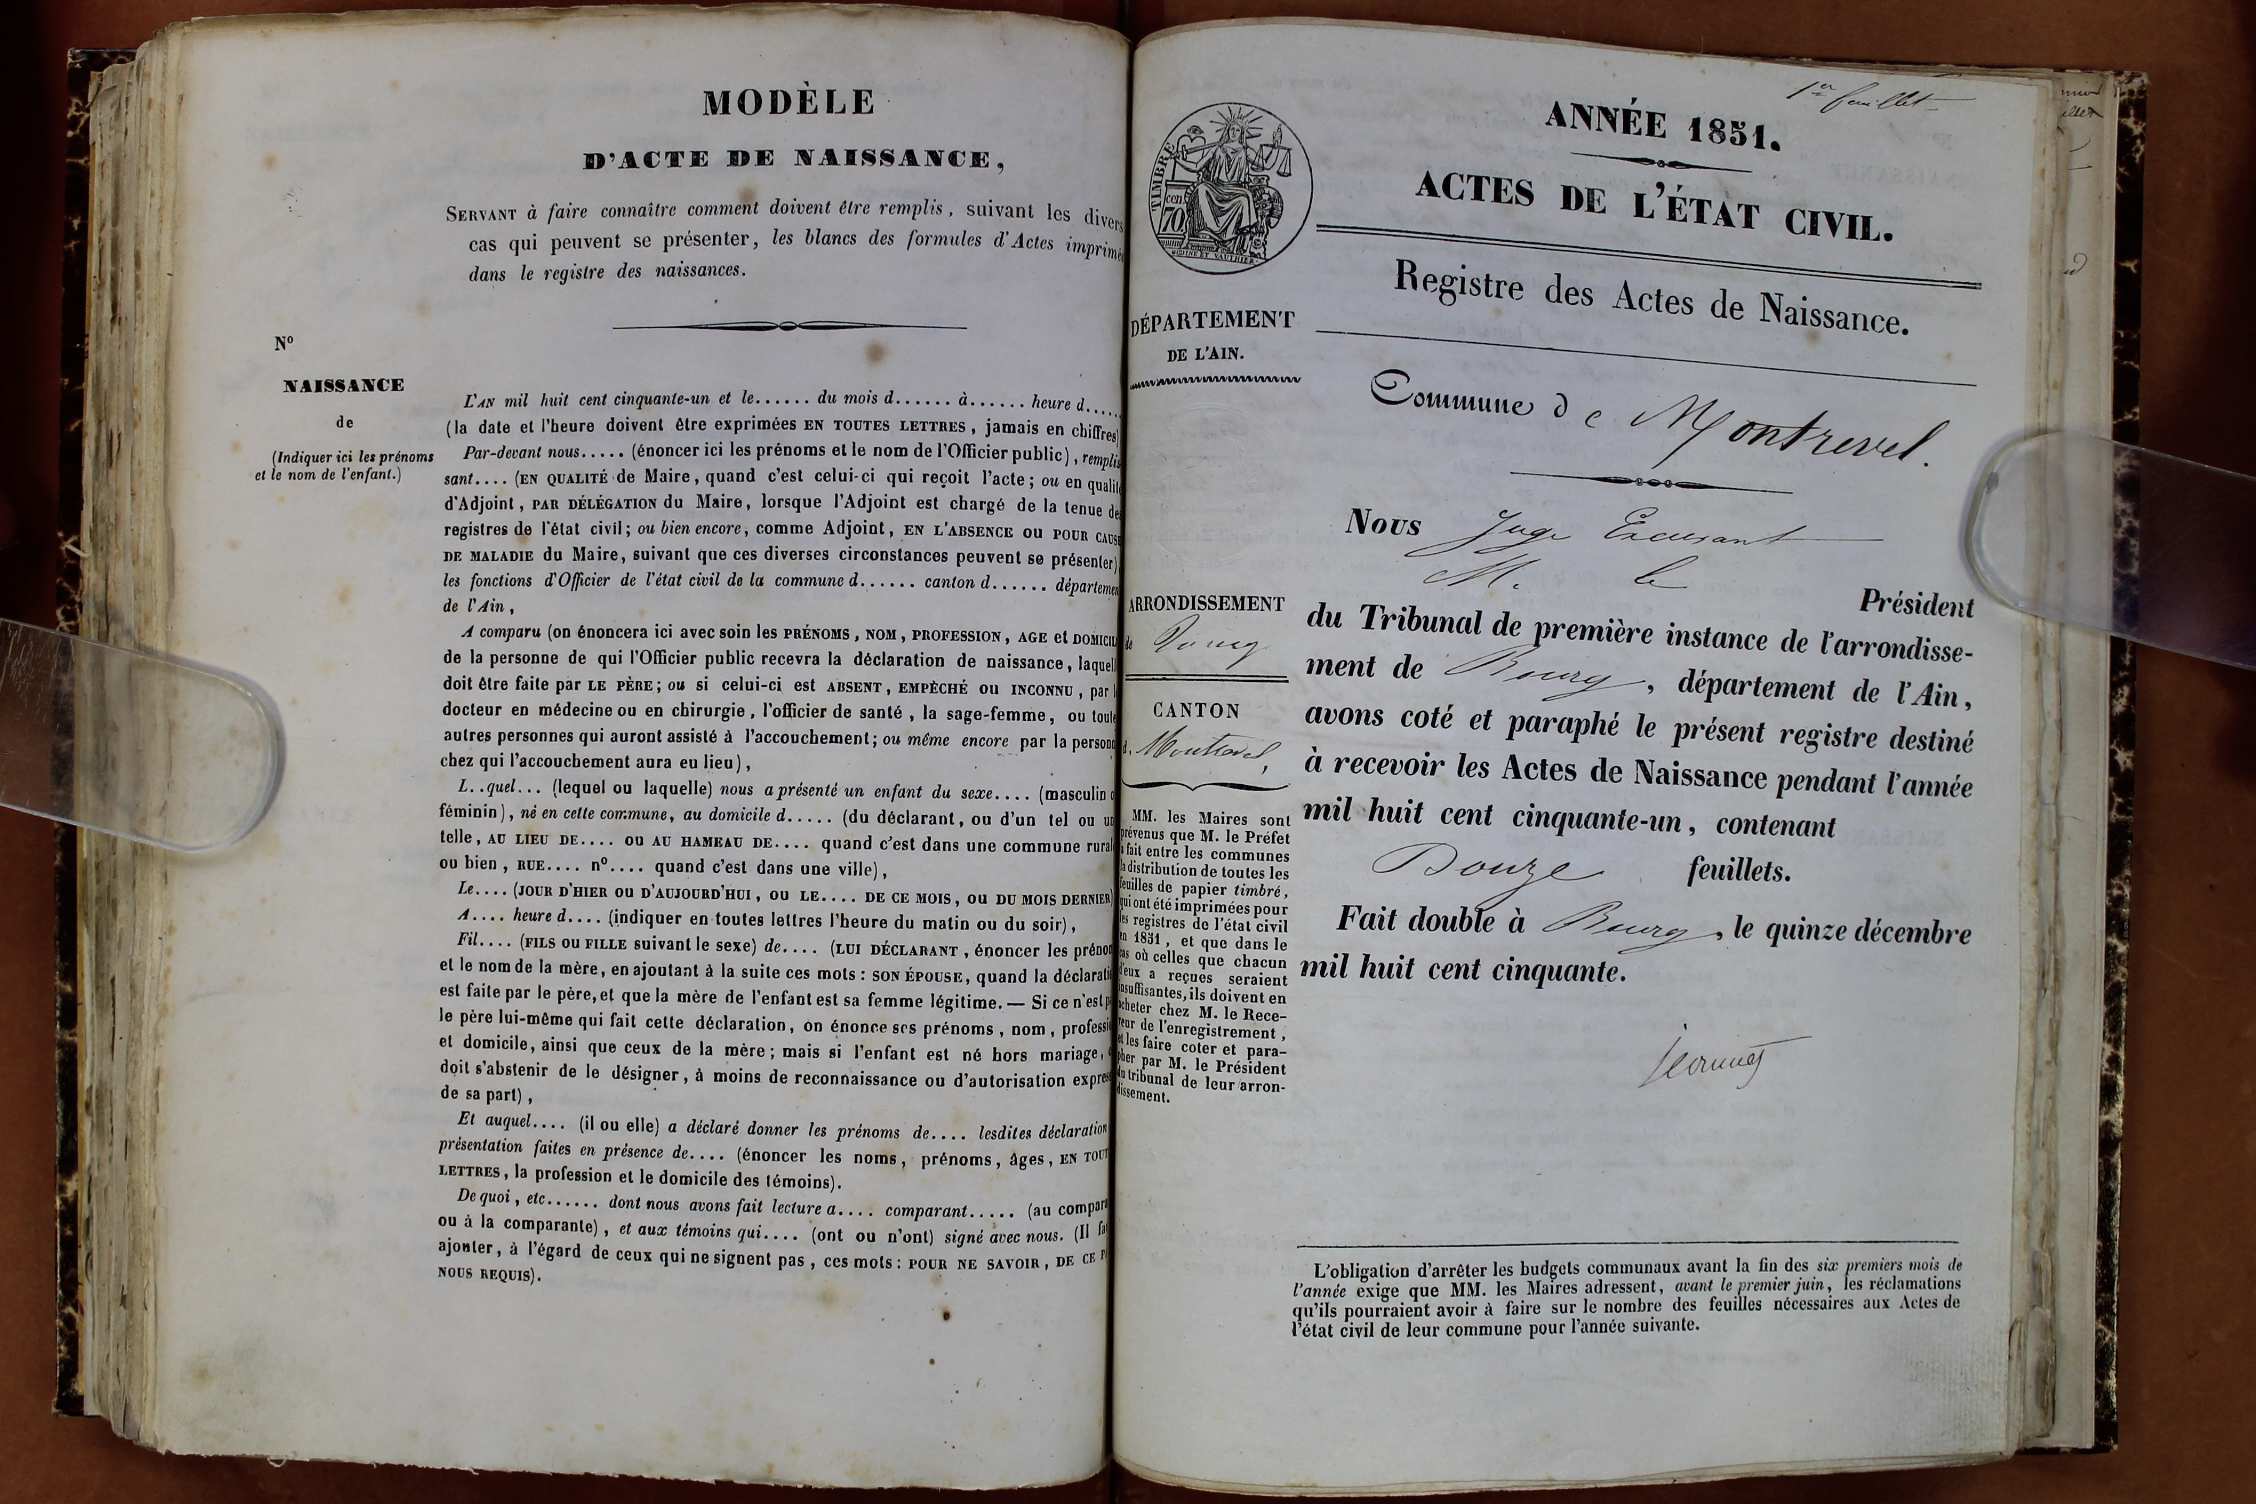 MODÈLE
D'ACTE DE NAISSANCE,
SERVANT à faire connaître comment doivent être remplis, suivant les divers
cas qui peuvent se présenter, les blancs des formules d'Actes imprimé
dans le registre des naissances.
No
NAISSANCE
de
(Indiquer ici les prénoms
et le nom de l'enfant.)
L'AN mil huit cent cinquante-un et le...... du mois d...... à...... heure d.....
(la date et l'heure doivent être exprimées EN TOUTES LETTRES, jamais en chiffres)
Par-devant nous..... (énoncer ici les prénoms et le nom de l'Officier public), remplis
sant.... (EN QUALITÉ de Maire, quand c'est celui-ci qui reçoit l'acte; ou en qualité
d'Adjoint, PAR DÉLÉGATION du Maire, lorsque l'Adjoint est chargé de la tenue des
registres de l'état civil; ou bien encore, comme Adjoint, EN L'ABSENCE OU POUR CAUSE
DE MALADIE du Maire, suivant que ces diverses circonstances peuvent se présenter)
les fonctions d'Officier de l'état civil de la commune d...... canton d...... départemen
de l'Ain,
A comparu (on énoncera ici avec soin les PRÉNOMS, NOM, PROFESSION, AGE et DOMICIL
de la personne de qui l'Officier public recevra la déclaration de naissance, laquell
doit être faite par LE PÈRE; ou si celui-ci est ABSENT, EMPÊCHÉ OU INCONNU, par l
docteur en médecine ou en chirurgie, l'officier de santé, la sage-femme, ou toute
autres personnes qui auront assisté à l'accouchement; ou même encore par la personn
chez qui l'accouchement aura eu lieu),
L..quel... (lequel ou laquelle) nous a présenté un enfant du sexe.... (masculin o
féminin), né en cette commune, au domicile d..... (du déclarant, ou d'un tel ou un
telle, AU LIEU DE.... OU AU HAMEAU DE.... quand c'est dans une commune rural
ou bien, RUE.... no.... quand c'est dans une ville),
Le.... (JOUR D'HIER OU D'AUJOURD'HUI, OU LE.... DE CE MOIS, OU DU MOIS DERNIER)
A.... heure d.... (indiquer en toutes lettres l'heure du matin ou du soir),
Fil.... (FILS OU FILLE suivant le sexe) de.... (LUI DÉCLARANT, énoncer les prénom
et le nom de la mère, en ajoutant à la suite ces mots: SON ÉPOUSE, quand la déclarati
est faite par le père, et que la mère de l'enfant est sa femme légitime. — Si ce n'est p
le père lui-même qui fait cette déclaration, on énonce ses prénoms, nom, professi
et domicile, ainsi que ceux de la mère; mais si l'enfant est né hors mariage,
doit s'abstenir de le désigner, à moins de reconnaissance ou d'autorisation express
de sa part),
Et auquel.... (il ou elle) a déclaré donner les prénoms de.... lesdites déclaration
présentation faites en présence de.... (énoncer les noms, prénoms, âges, EN TOUT
LETTRES, la profession et le domicile des témoins).
De quoi, etc...... dont nous avons fait lecture a.... comparant..... (au compara
ou à la comparante), et aux témoins qui.... (ont ou n'ont) signé avec nous. (Il fa
ajouter, à l'égard de ceux qui ne signent pas, ces mots: POUR NE SAVOIR, DE CE
NOUS REQUIS).
1er feuillet
TIMBRE
70
cen
ANNÉE 1851.
ACTES DE L'ÉTAT CIVIL.
Registre des Actes de Naissance.
DÉPARTEMENT
DE L'AIN.
ARRONDISSEMENT
de Bourg
CANTON
d. Montrevel,
MM. les Maires sont
prévenus que M. le Préfet
a fait entre les communes
la distribution de toutes les
feuilles de papier timbré,
qui ont été imprimées pour
les registres de l'état civil
en 1851, et que dans le
cas où celles que chacun
d'eux a reçues seraient
insuffisantes, ils doivent en
acheter chez M. le Rece-
veur de l'enregistrement,
et les faire coter et para-
pher par M. le Président
du tribunal de leur arron-
dissement.
Commune de Montrevel.
Nous Juge Excusant
M. le
Président
du Tribunal de première instance de l'arrondisse-
ment de Bourg, département de l'Ain,
avons coté et paraphé le présent registre destiné
à recevoir les Actes de Naissance pendant l'année
mil huit cent cinquante-un, contenant
Douze feuillets.
Fait double à Bourg, le quinze décembre
mil huit cent cinquante.
L'obligation d'arrêter les budgets communaux avant la fin des six premiers mois de
l'année exige que MM. les Maires adressent, avant le premier juin, les réclamations
qu'ils pourraient avoir à faire sur le nombre des feuilles nécessaires aux Actes de
l'état civil de leur commune pour l'année suivante.